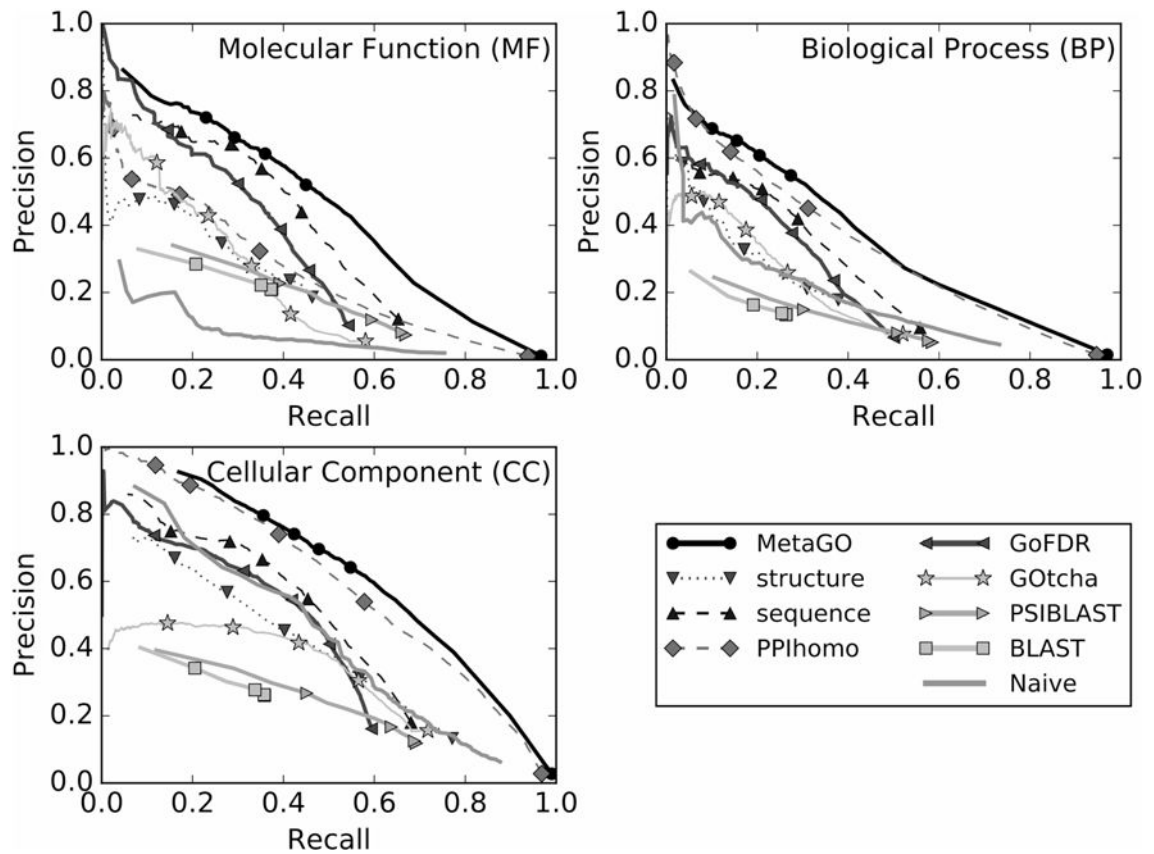 Molecular Function (MF)
1.0
0.8
0.6
0.4
0.2
0.0
Precision
0.0 0.2 0.4 0.6 0.8 1.0
Recall
Biological Process (BP)
1.0
0.8
0.6
0.4
0.2
0.0
Precision
0.0 0.2 0.4 0.6 0.8 1.0
Recall
Cellular Component (CC)
1.0
0.8
0.6
0.4
0.2
0.0
Precision
0.0 0.2 0.4 0.6 0.8 1.0
Recall
MetaGO
structure
sequence
PPIhomo
GoFDR
GOtcha
PSIBLAST
BLAST
Naive